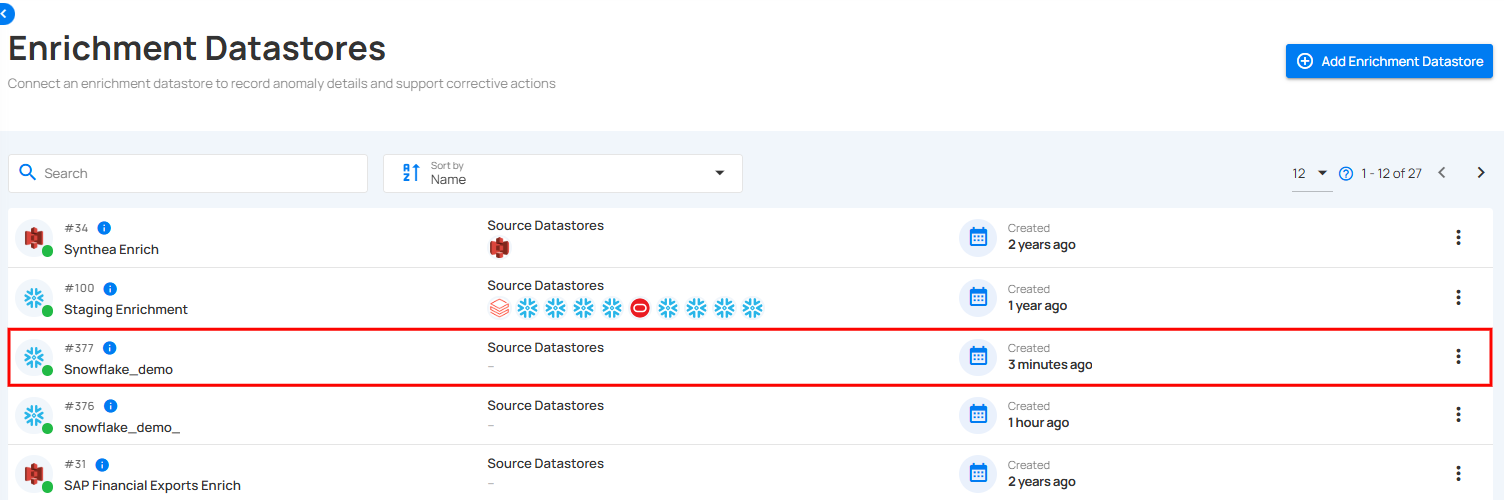 Enrichment Datastores
Connect an enrichment datastore to record anomaly details and support corrective actions
Add Enrichment Datastore
Search
Sort by
Name
12
1 - 12 of 27
#34
Synthea Enrich
Source Datastores
Created
2 years ago
#100
Staging Enrichment
Source Datastores
Created
1 year ago
#377
Snowflake_demo
Source Datastores
–
Created
3 minutes ago
#376
snowflake_demo_
Source Datastores
–
Created
1 hour ago
#31
SAP Financial Exports Enrich
Source Datastores
–
Created
2 years ago